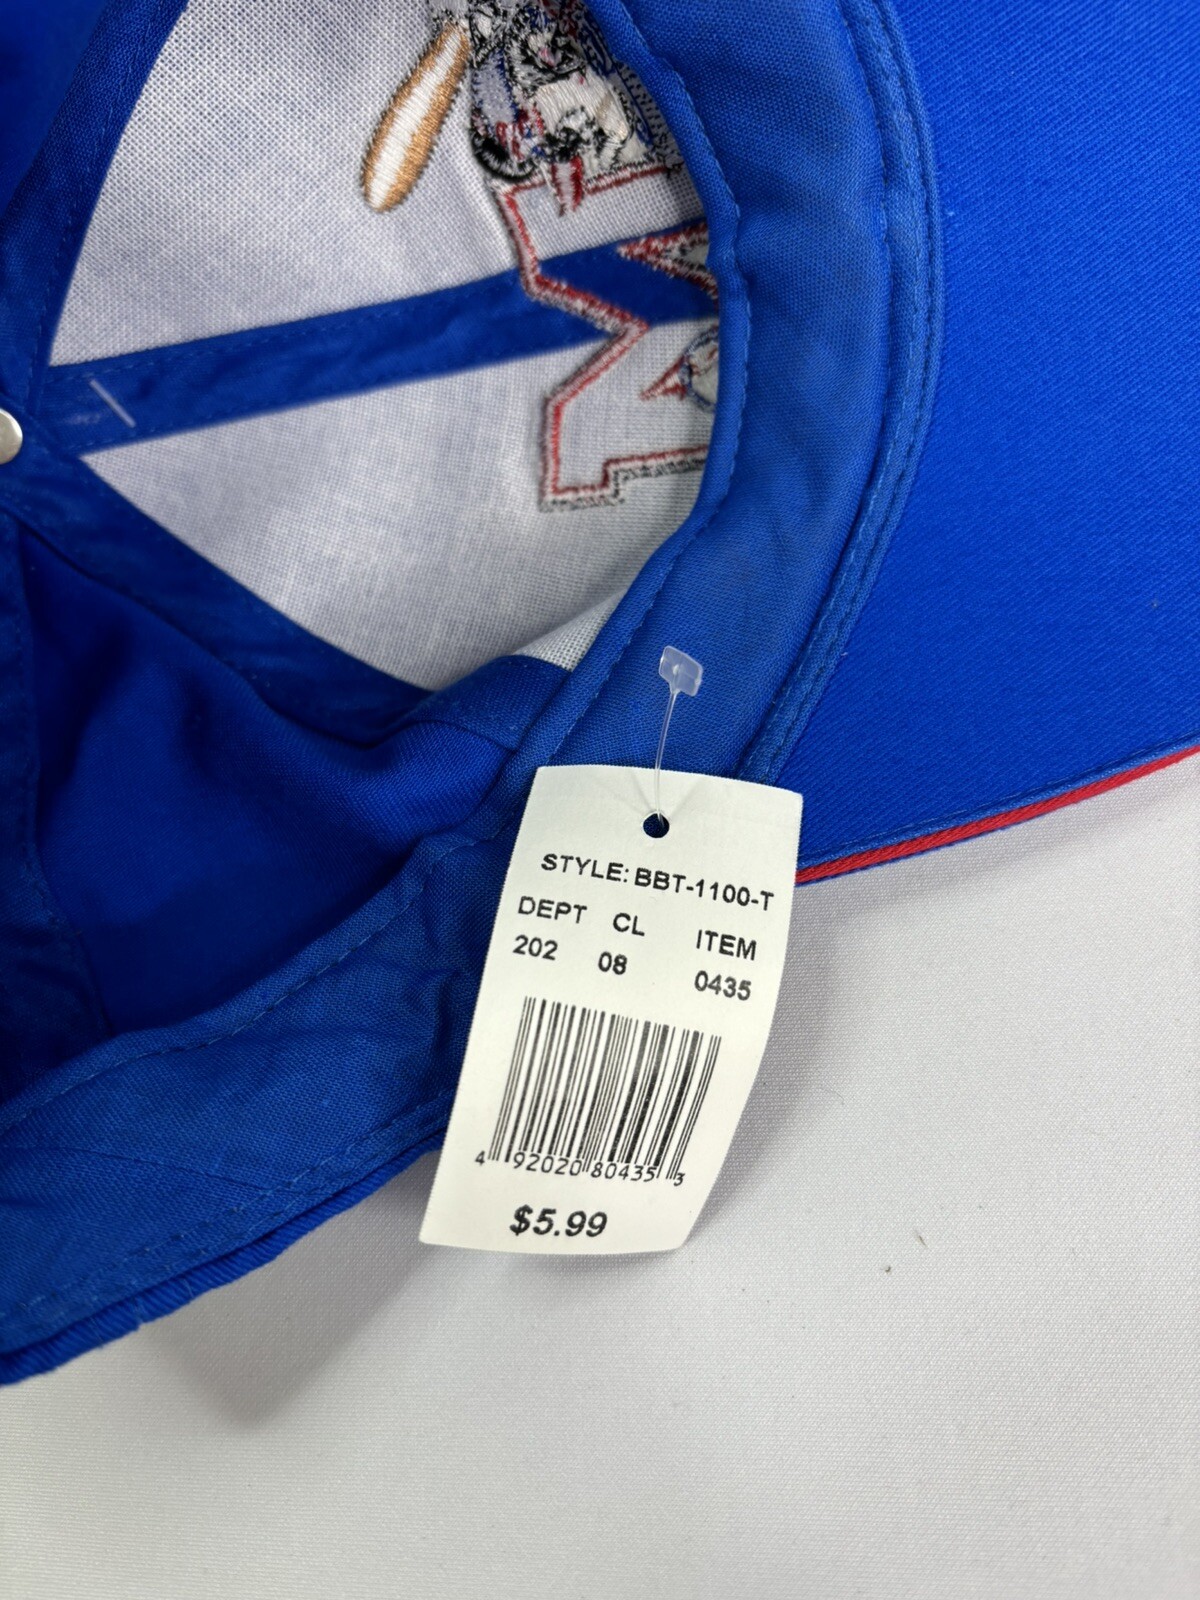 STYLE: BBT-1100-T
DEPT CL ITEM
202 08 0435
4 92020 80435 3
$5.99